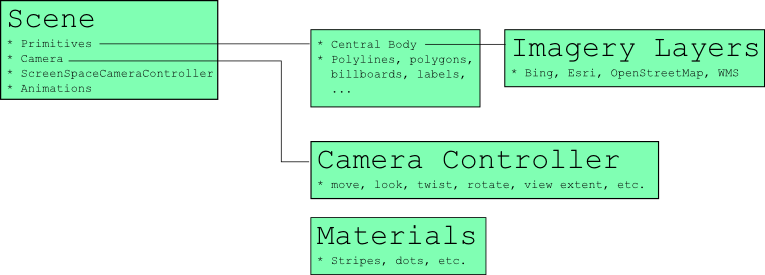 Scene
* Primitives
* Camera
* ScreenSpaceCameraController
* Animations
* Central Body
* Polylines, polygons,
billboards, labels,
...
Imagery Layers
* Bing, Esri, OpenStreetMap, WMS
Camera Controller
* move, look, twist, rotate, view extent, etc.
Materials
* Stripes, dots, etc.